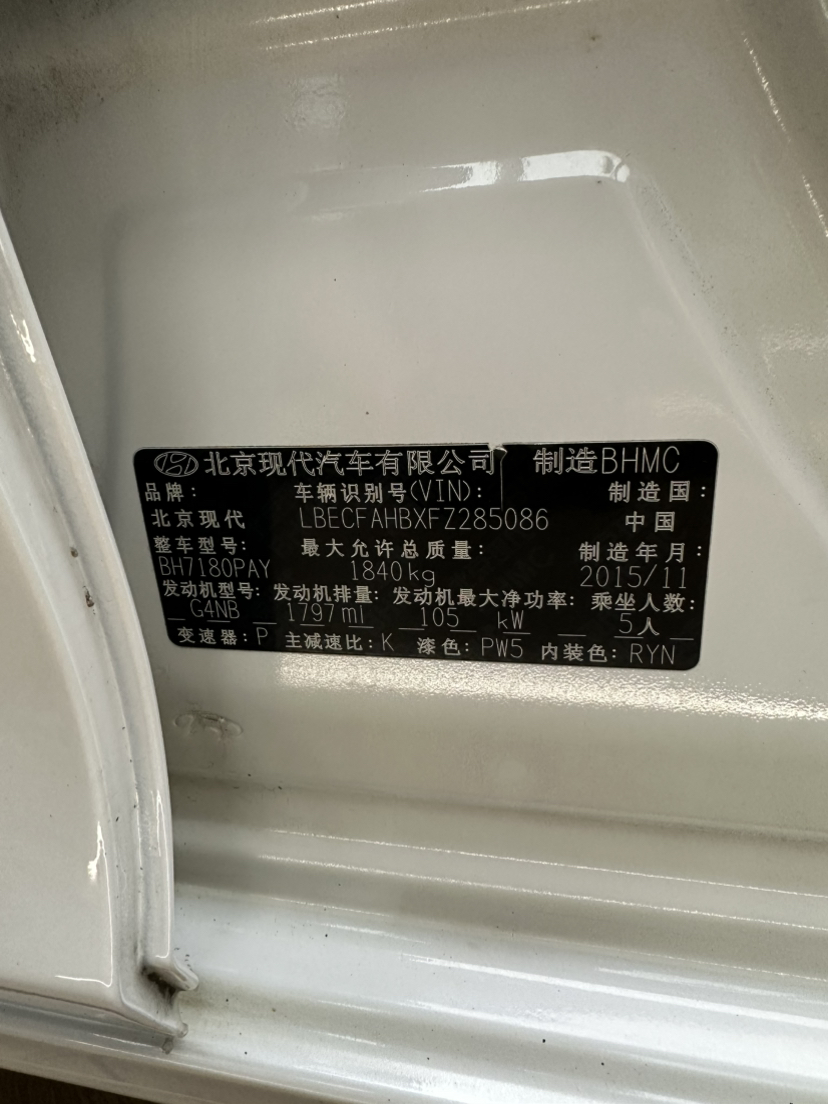 北京现代汽车有限公司 制造BHMC
品牌: 车辆识别号(VIN): 制造国:
北京现代 LBECFAHBXFZ285086 中国
整车型号: 最大允许总质量: 制造年月:
BH7180PAY 1840kg 2015/11
发动机型号: 发动机排量: 发动机最大净功率: 乘坐人数:
G4NB 1797ml 105 kW 5人
变速器: P 主减速比: K 漆色: PW5 内装色: RYN